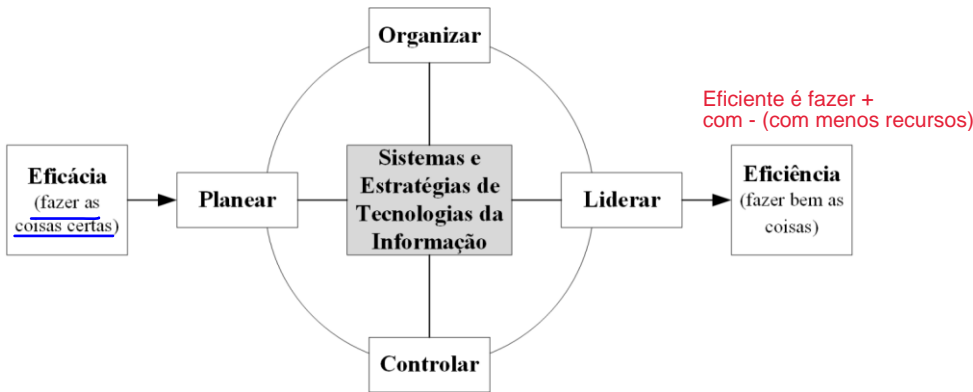 Organizar
Eficiente é fazer +
com - (com menos recursos)
Eficácia
(fazer as
coisas certas)
Planear
Sistemas e
Estratégias de
Tecnologias da
Informação
Liderar
Eficiência
(fazer bem as
coisas)
Controlar